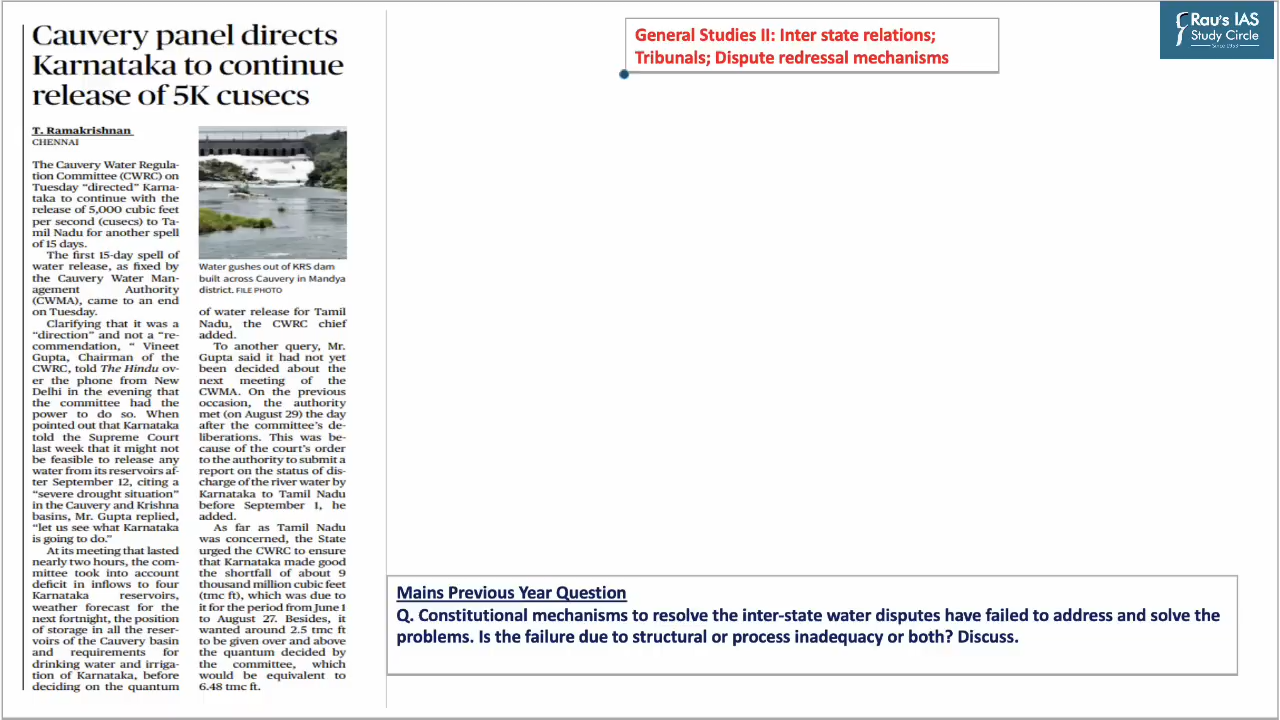 Cauvery panel directs
Karnataka to continue
release of 5K cusecs
T. Ramakrishnan
CHENNAI
The Cauvery Water Regula-
tion Committee (CWRC) on
Tuesday “directed” Karna-
taka to continue with the
release of 5,000 cubic feet
per second (cusecs) to Ta-
mil Nadu for another spell
of 15 days.
The first 15-day spell of
water release, as fixed by
the Cauvery Water Man-
agement Authority
(CWMA), came to an end
on Tuesday.
Clarifying that it was a
“direction” and not a “re-
commendation, “ Vineet
Gupta, Chairman of the
CWRC, told The Hindu ov-
er the phone from New
Delhi in the evening that
the committee had the
power to do so. When
pointed out that Karnataka
told the Supreme Court
last week that it might not
be feasible to release any
water from its reservoirs af-
ter September 12, citing a
“severe drought situation”
in the Cauvery and Krishna
basins, Mr. Gupta replied,
“let us see what Karnataka
is going to do.”
At its meeting that lasted
nearly two hours, the com-
mittee took into account
deficit in inflows to four
Karnataka reservoirs,
weather forecast for the
next fortnight, the position
of storage in all the reser-
voirs of the Cauvery basin
and requirements for
drinking water and irriga-
tion of Karnataka, before
deciding on the quantum
Water gushes out of KRS dam
built across Cauvery in Mandya
district. FILE PHOTO
of water release for Tamil
Nadu, the CWRC chief
added.
To another query, Mr.
Gupta said it had not yet
been decided about the
next meeting of the
CWMA. On the previous
occasion, the authority
met (on August 29) the day
after the committee’s de-
liberations. This was be-
cause of the court’s order
to the authority to submit a
report on the status of dis-
charge of the river water by
Karnataka to Tamil Nadu
before September 1, he
added.
As far as Tamil Nadu
was concerned, the State
urged the CWRC to ensure
that Karnataka made good
the shortfall of about 9
thousand million cubic feet
(tmc ft), which was due to
it for the period from June 1
to August 27. Besides, it
wanted around 2.5 tmc ft
to be given over and above
the quantum decided by
the committee, which
would be equivalent to
6.48 tmc ft.
General Studies II: Inter state relations;
Tribunals; Dispute redressal mechanisms
Rau's IAS
Study Circle
Since 1953
Mains Previous Year Question
Q. Constitutional mechanisms to resolve the inter-state water disputes have failed to address and solve the
problems. Is the failure due to structural or process inadequacy or both? Discuss.